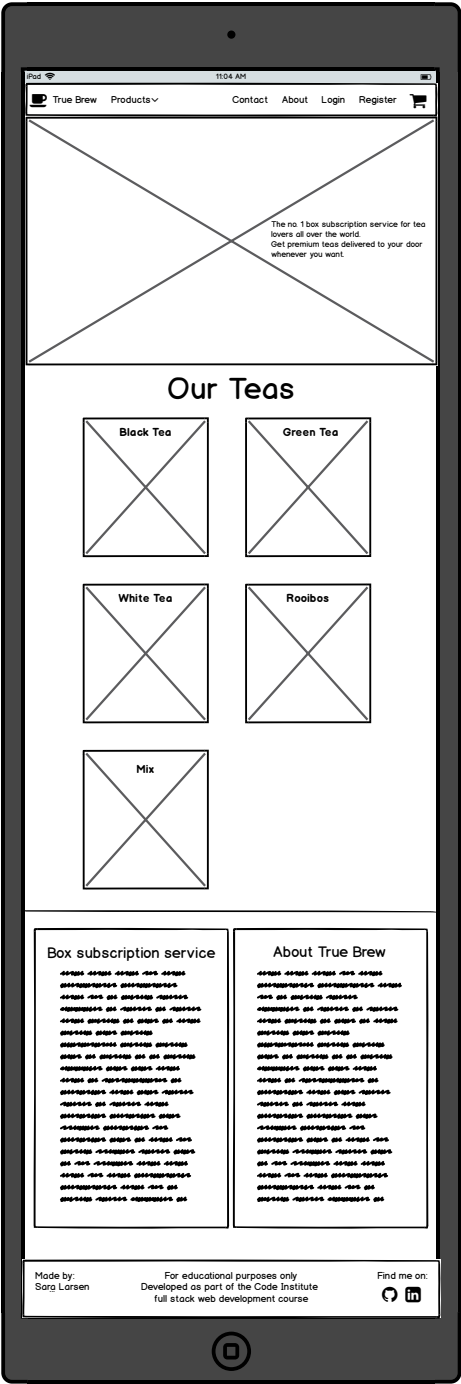 iPad 11:04 AM
True Brew Products Contact About Login Register
The no. 1 box subscription service for tea
lovers all over the world.
Get premium teas delivered to your door
whenever you want.
Our Teas
Black Tea
Green Tea
White Tea
Rooibos
Mix
Box subscription service
About True Brew
Made by:
Sara Larsen
For educational purposes only
Developed as part of the Code Institute
full stack web development course
Find me on:
in